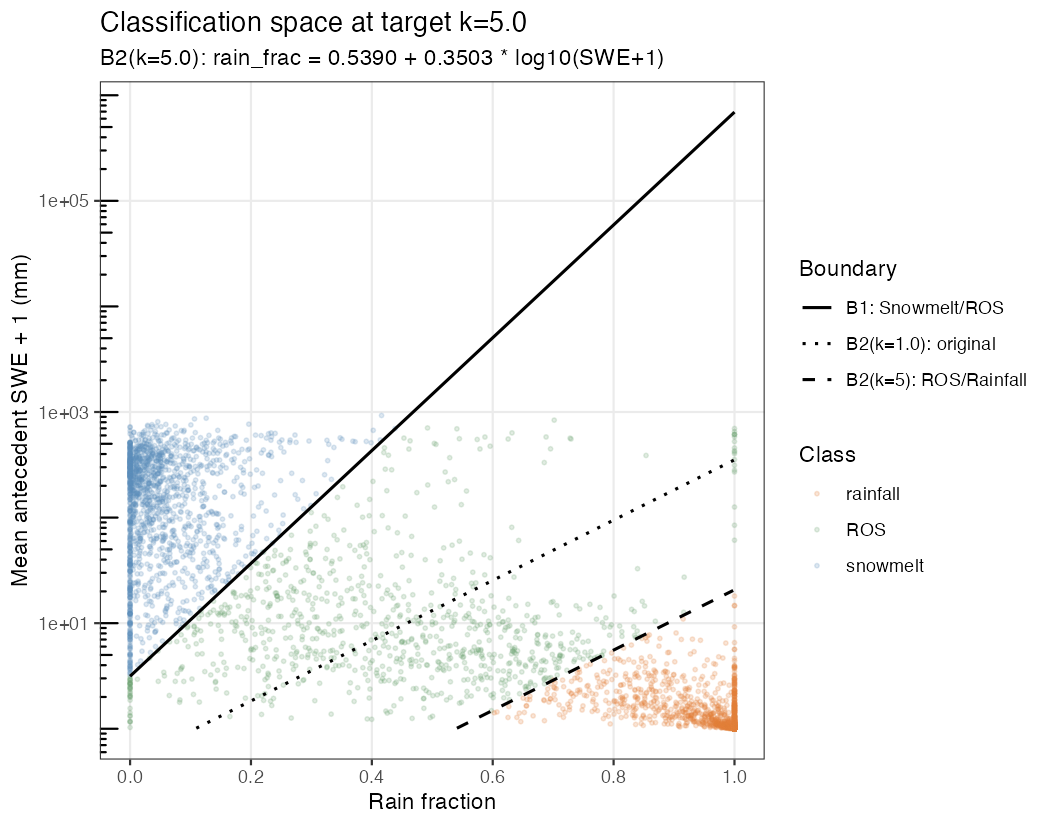 Classification space at target k=5.0
B2(k=5.0): rain_frac = 0.5390 + 0.3503 * log10(SWE+1)
Mean antecedent SWE + 1 (mm)
1e+05
1e+03
1e+01
0.0
0.2
0.4
0.6
0.8
1.0
Rain fraction
Boundary
B1: Snowmelt/ROS
B2(k=1.0): original
B2(k=5): ROS/Rainfall
Class
rainfall
ROS
snowmelt